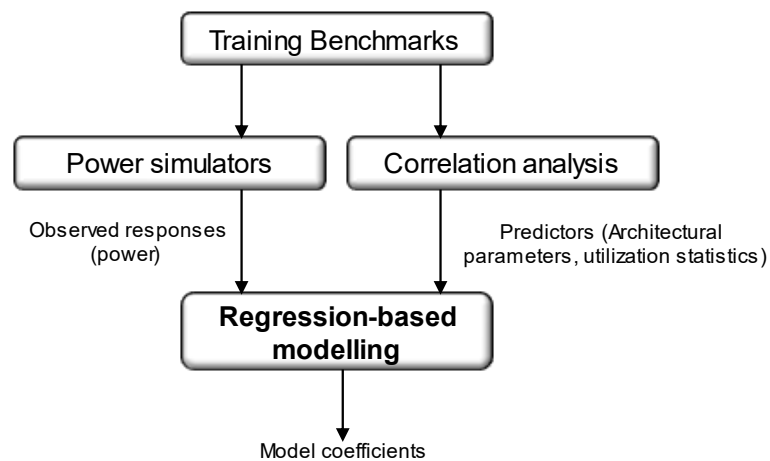 Training Benchmarks
Power simulators
Correlation analysis
Observed responses
(power)
Predictors (Architectural
parameters, utilization statistics)
Regression-based
modelling
Model coefficients